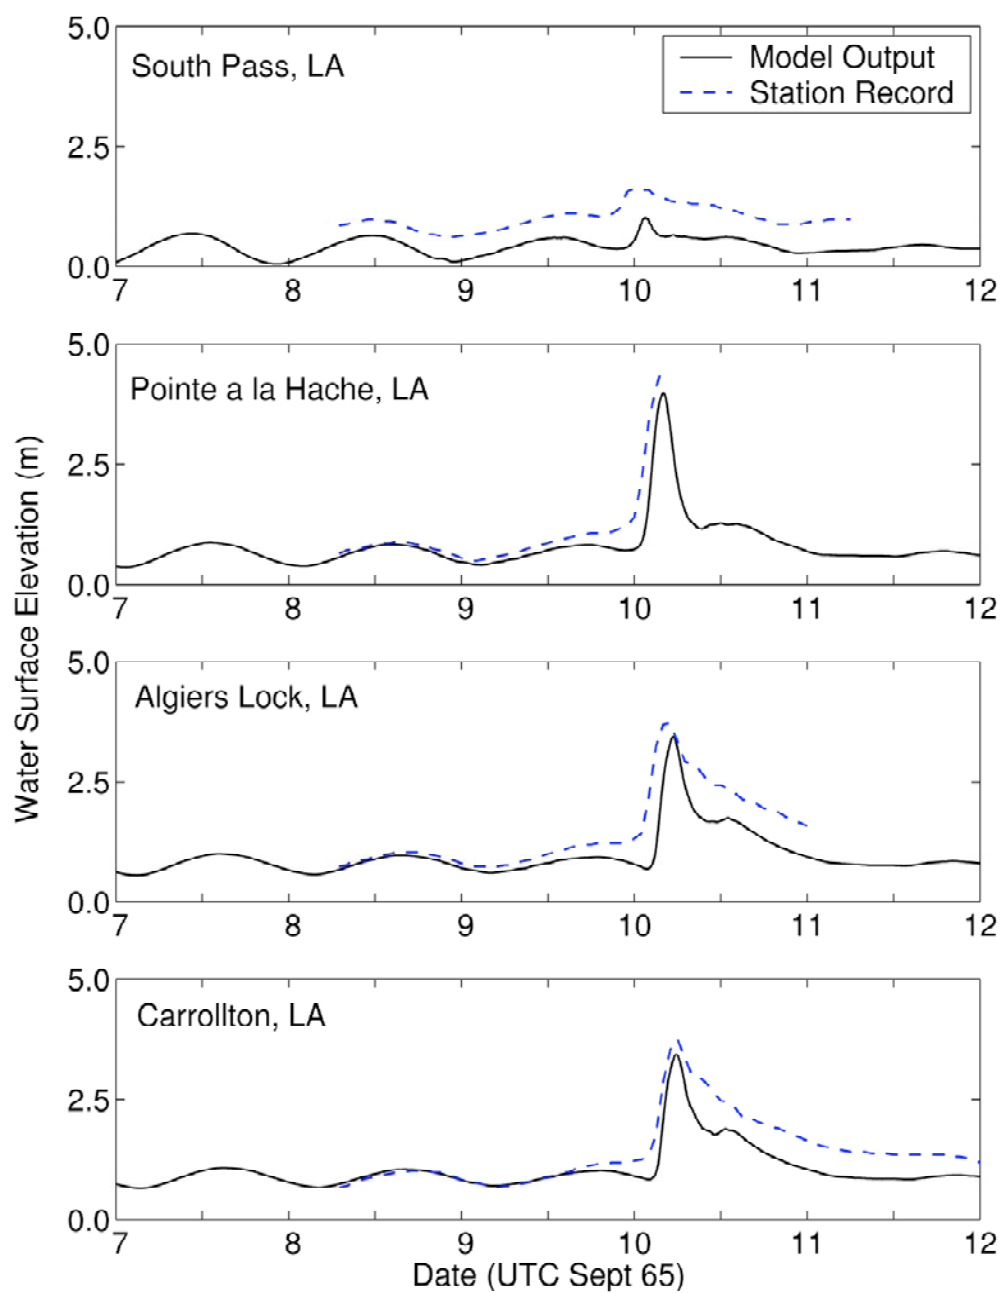 5.0
South Pass, LA
Model Output
Station Record
2.5
0.0
7 8 9 10 11 12
5.0
Pointe a la Hache, LA
2.5
0.0
7 8 9 10 11 12
Water Surface Elevation (m)
5.0
Algiers Lock, LA
2.5
0.0
7 8 9 10 11 12
5.0
Carrollton, LA
2.5
0.0
7 8 9 10 11 12
Date (UTC Sept 65)